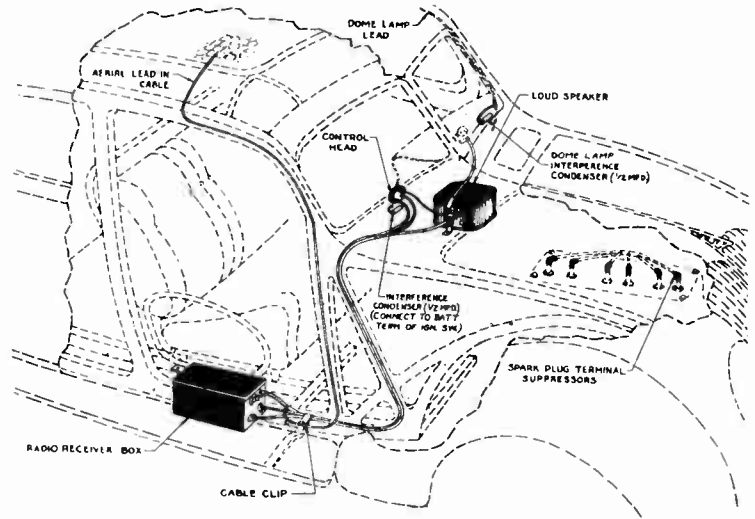 DOME LAMP
LEAD
AERIAL LEAD IN
CABLE
LOUD SPEAKER
CONTROL
HEAD
DOME LAMP
INTERFERENCE
CONDENSER (1/2 MFD)
INTERFERENCE
CONDENSER (1/2 MFD)
(CONNECT TO BATT
TERM OF IGN. SW.)
SPARK PLUG TERMINAL
SUPPRESSORS
RADIO RECEIVER BOX
CABLE CLIP